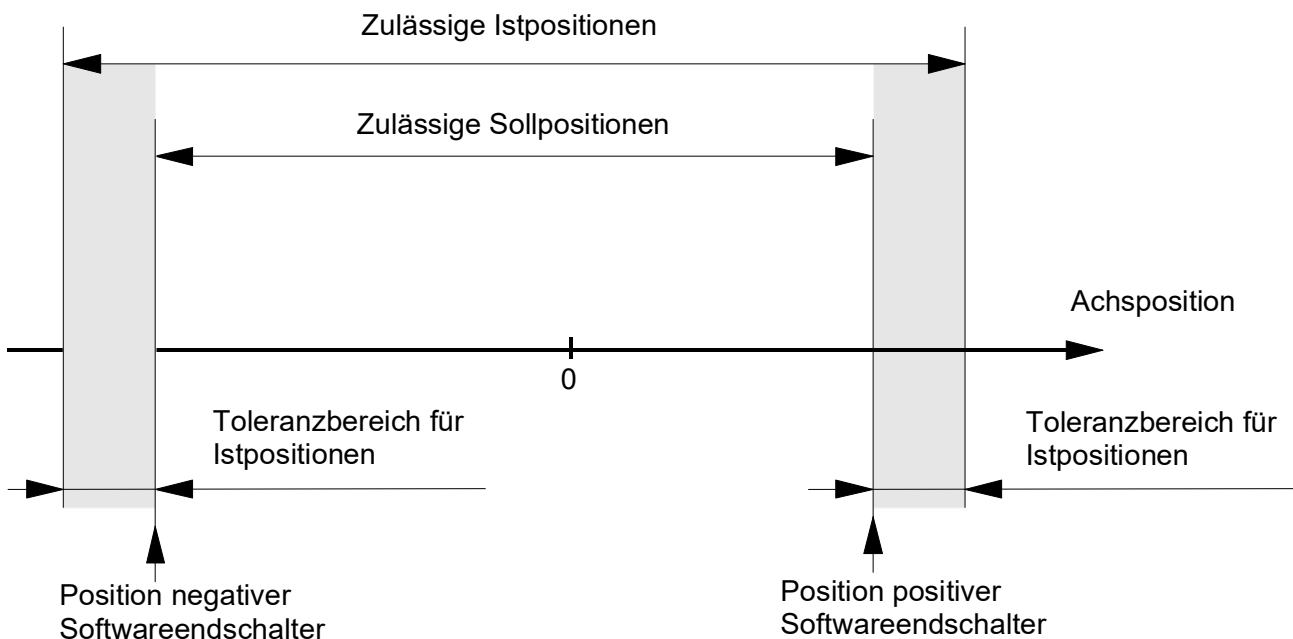 Zulässige Istpositionen
Zulässige Sollpositionen
Achsposition
0
Toleranzbereich für
Istpositionen
Toleranzbereich für
Istpositionen
Position negativer
Softwareendschalter
Position positiver
Softwareendschalter